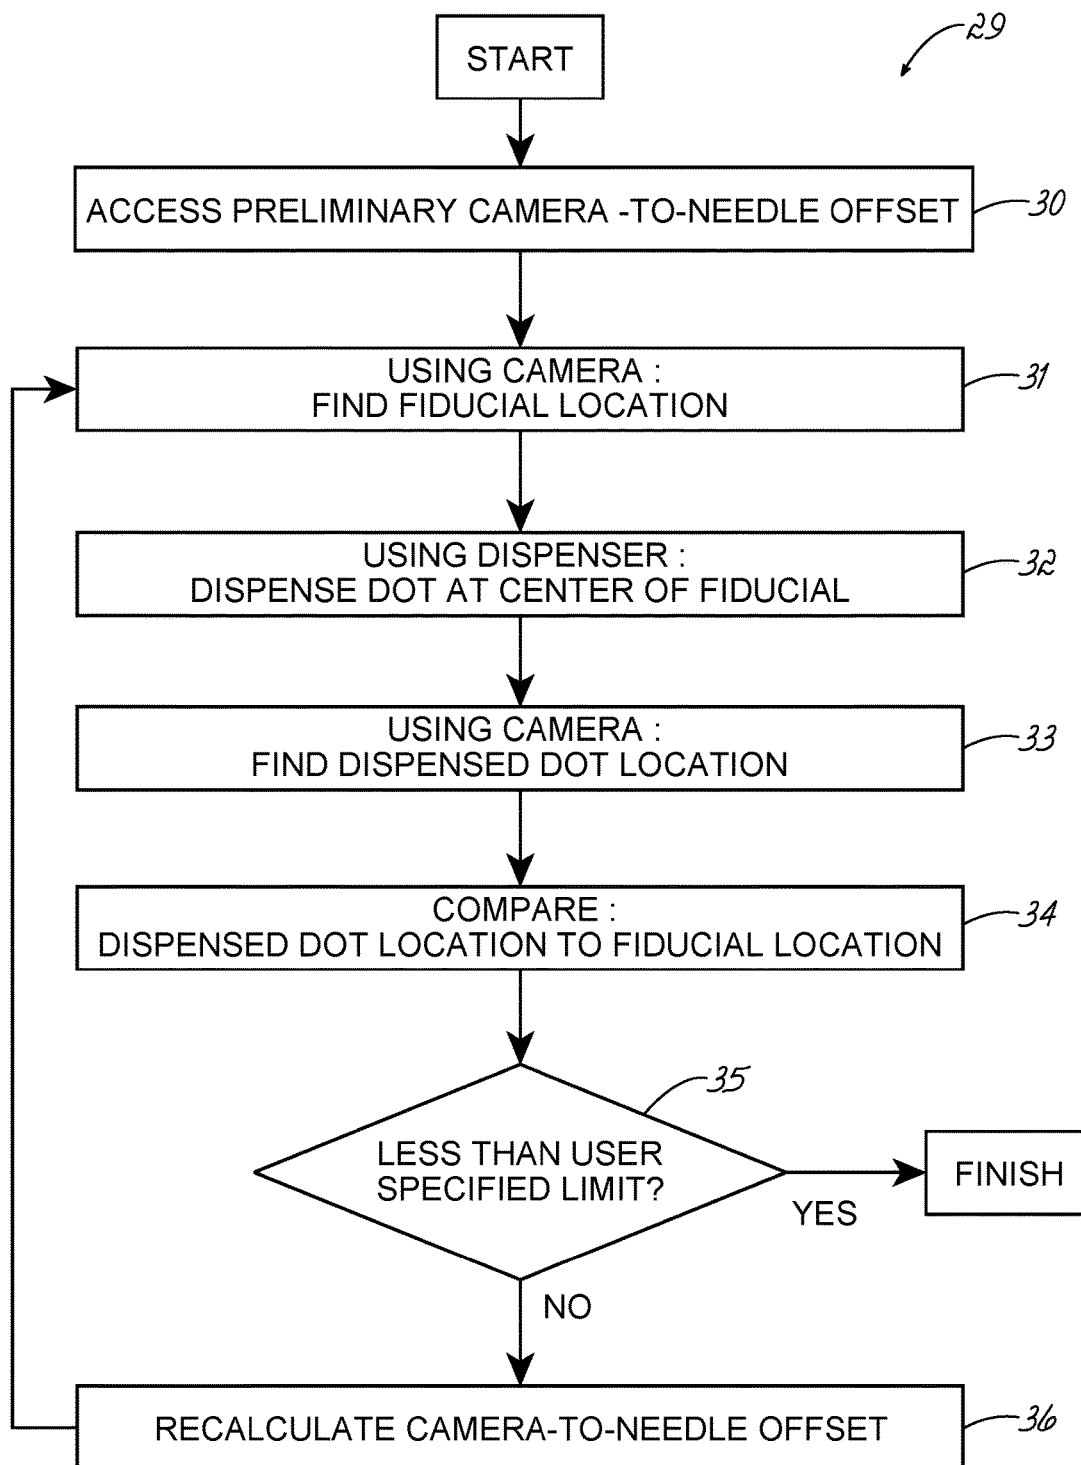 29
START
ACCESS PRELIMINARY CAMERA -TO-NEEDLE OFFSET
30
USING CAMERA :
FIND FIDUCIAL LOCATION
31
USING DISPENSER :
DISPENSE DOT AT CENTER OF FIDUCIAL
32
USING CAMERA :
FIND DISPENSED DOT LOCATION
33
COMPARE :
DISPENSED DOT LOCATION TO FIDUCIAL LOCATION
34
35
LESS THAN USER
SPECIFIED LIMIT?
YES
FINISH
NO
RECALCULATE CAMERA-TO-NEEDLE OFFSET
36